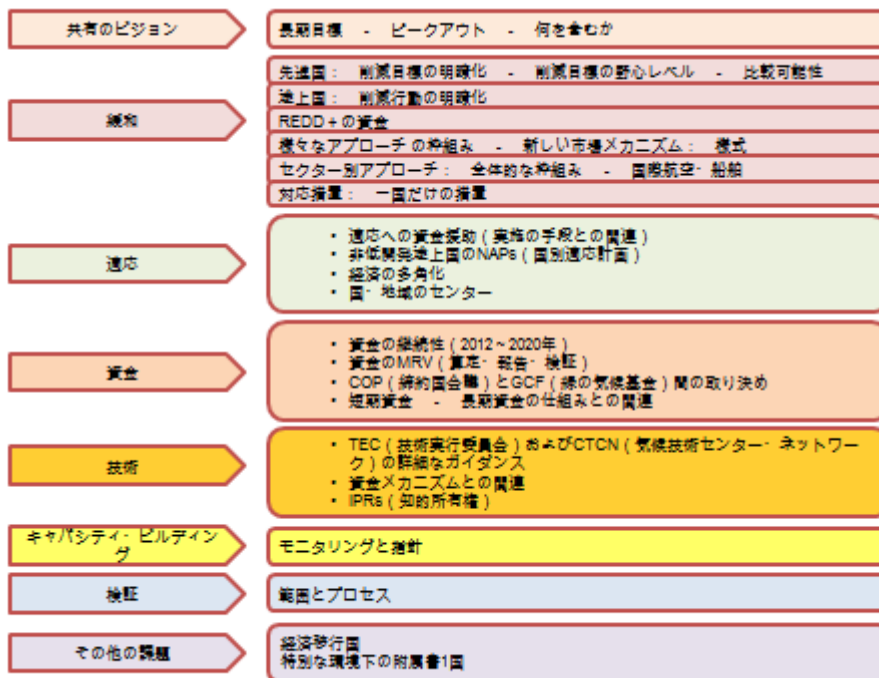 共有のビジョン
長期目標 - ピークアウト - 何を含むか
緩和
先進国: 削減目標の明瞭化 - 削減目標の野心レベル - 比較可能性
途上国: 削減行動の明瞭化
REDD+の資金
様々なアプローチの枠組み - 新しい市場メカニズム: 様式
セクター別アプローチ: 全体的な枠組み - 国際航空・船舶
対応措置: 一国だけの措置
適応
・ 適応への資金援助(実施の手段との関連)
・ 非低開発途上国のNAPs(国別適応計画)
・ 経済の多角化
・ 国・地域のセンター
資金
・ 資金の継続性(2012~2020年)
・ 資金のMRV(算定・報告・検証)
・ COP(締約国会議)とGCF(緑の気候基金)間の取り決め
・ 短期資金 - 長期資金の仕組みとの関連
技術
・ TEC(技術実行委員会)およびCTCN(気候技術センター・ネットワー
ク)の詳細なガイダンス
・ 資金メカニズムとの関連
・ IPRs(知的所有権)
キャパシティ・ビルディン
グ
モニタリングと指針
検証
範囲とプロセス
その他の課題
経済移行国
特別な環境下の附属書1国